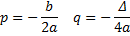 p = − b/2a   q = − Δ/4a